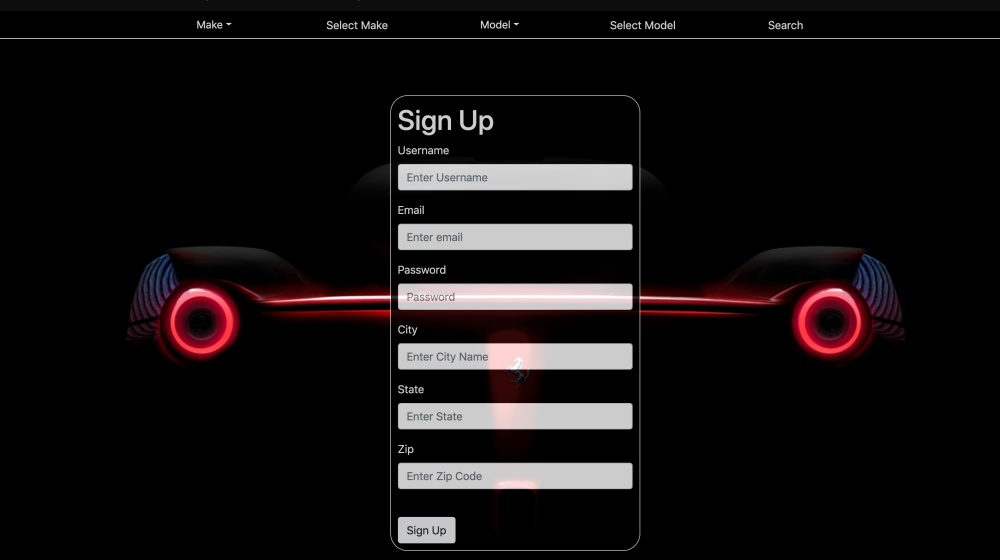 Make Select Make Model Select Model Search
Sign Up
Username
Enter Username
Email
Enter email
Password
Password
City
Enter City Name
State
Enter State
Zip
Enter Zip Code
Sign Up